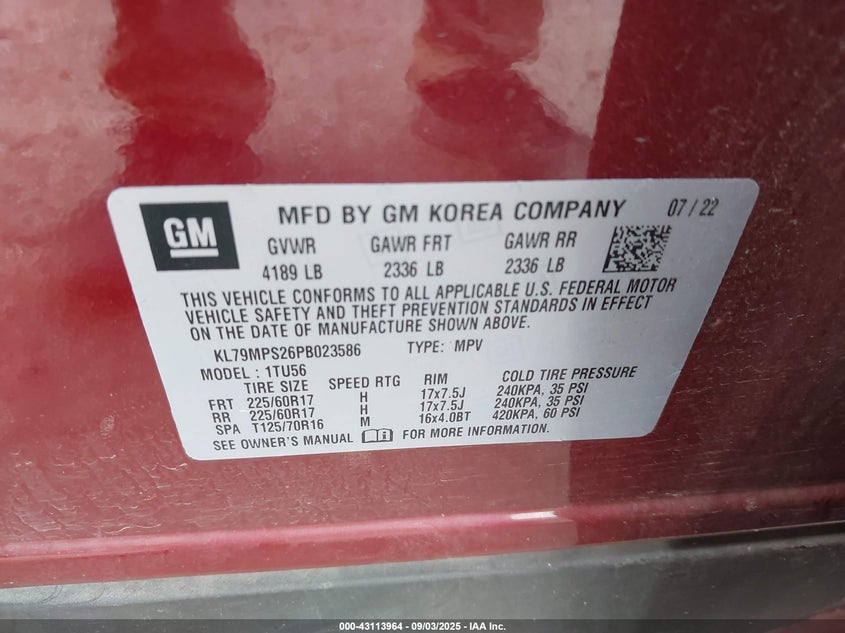 GM
MFD BY GM KOREA COMPANY 07 / 22
GVWR GAWR FRT GAWR RR
4189 LB 2336 LB 2336 LB
THIS VEHICLE CONFORMS TO ALL APPLICABLE U.S. FEDERAL MOTOR
VEHICLE SAFETY AND THEFT PREVENTION STANDARDS IN EFFECT
ON THE DATE OF MANUFACTURE SHOWN ABOVE.
KL79MPS26PB023586 TYPE: MPV
MODEL : 1TU56
TIRE SIZE SPEED RTG RIM COLD TIRE PRESSURE
FRT 225/60R17 H 17x7.5J 240KPA, 35 PSI
RR 225/60R17 H 17x7.5J 240KPA, 35 PSI
SPA T125/70R16 M 16x4.0BT 420KPA, 60 PSI
SEE OWNER'S MANUAL FOR MORE INFORMATION.
000-43113964 - 09/03/2025 - IAA Inc.